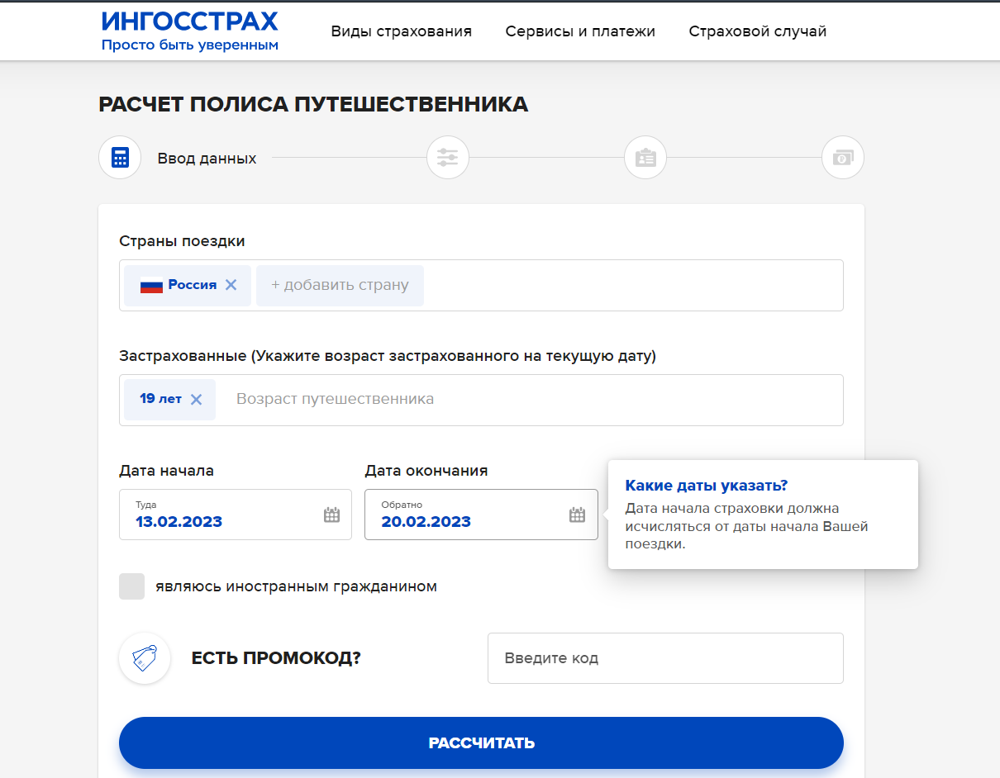 ИНГОССТРАХ
Просто быть уверенным
Виды страхования
Сервисы и платежи
Страховой случай
РАСЧЕТ ПОЛИСА ПУТЕШЕСТВЕННИКА
Ввод данных
Страны поездки
Россия
+ добавить страну
Застрахованные (Укажите возраст застрахованного на текущую дату)
19 лет
Возраст путешественника
Дата начала
Туда
13.02.2023
Дата окончания
Обратно
20.02.2023
Какие даты указать?
Дата начала страховки должна
исчисляться от даты начала Вашей
поездки.
являюсь иностранным гражданином
ЕСТЬ ПРОМОКОД?
Введите код
РАССЧИТАТЬ